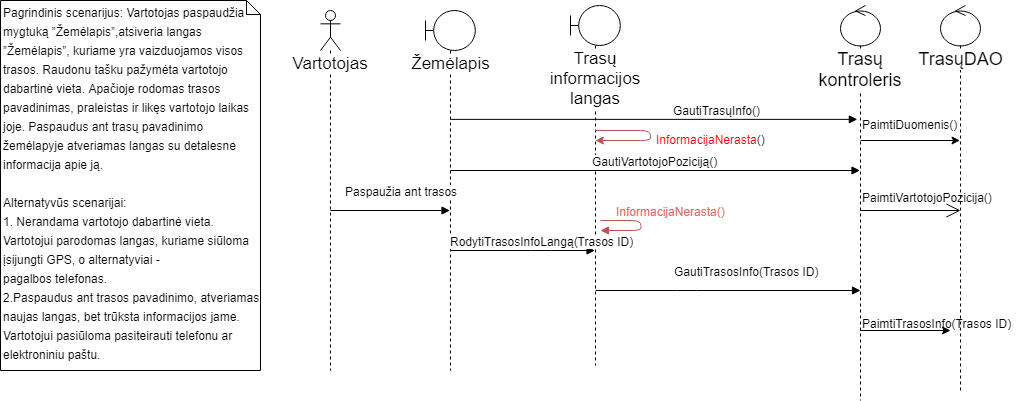 Pagrindinis scenarijus: Vartotojas paspaudžia
mygtuką ”Žemėlapis”,atsiveria langas
”Žemėlapis”, kuriame yra vaizduojamos visos
trasos. Raudonu tašku pažymėta vartotojo
dabartinė vieta. Apačioje rodomas trasos
pavadinimas, praleistas ir likęs vartotojo laikas
joje. Paspaudus ant trasų pavadinimo
žemėlapyje atveriamas langas su detalesne
informacija apie ją.
Alternatyvūs scenarijai:
1. Nerandama vartotojo dabartinė vieta.
Vartotojui parodomas langas, kuriame siūloma
įsijungti GPS, o alternatyviai -
pagalbos telefonas.
2.Paspaudus ant trasos pavadinimo, atveriamas
naujas langas, bet trūksta informacijos jame.
Vartotojui pasiūloma pasiteirauti telefonu ar
elektroniniu paštu.
Vartotojas
Žemėlapis
Trasų
informacijos
langas
Trasų
kontroleris
TrasųDAO
GautiTrasųInfo()
PaimtiDuomenis()
InformacijaNerasta()
GautiVartotojoPoziciją()
Paspaužia ant trasos
PaimtiVartotojoPozicija()
InformacijaNerasta()
RodytiTrasosInfoLangą(Trasos ID)
GautiTrasosInfo(Trasos ID)
PaimtiTrasosInfo(Trasos ID)